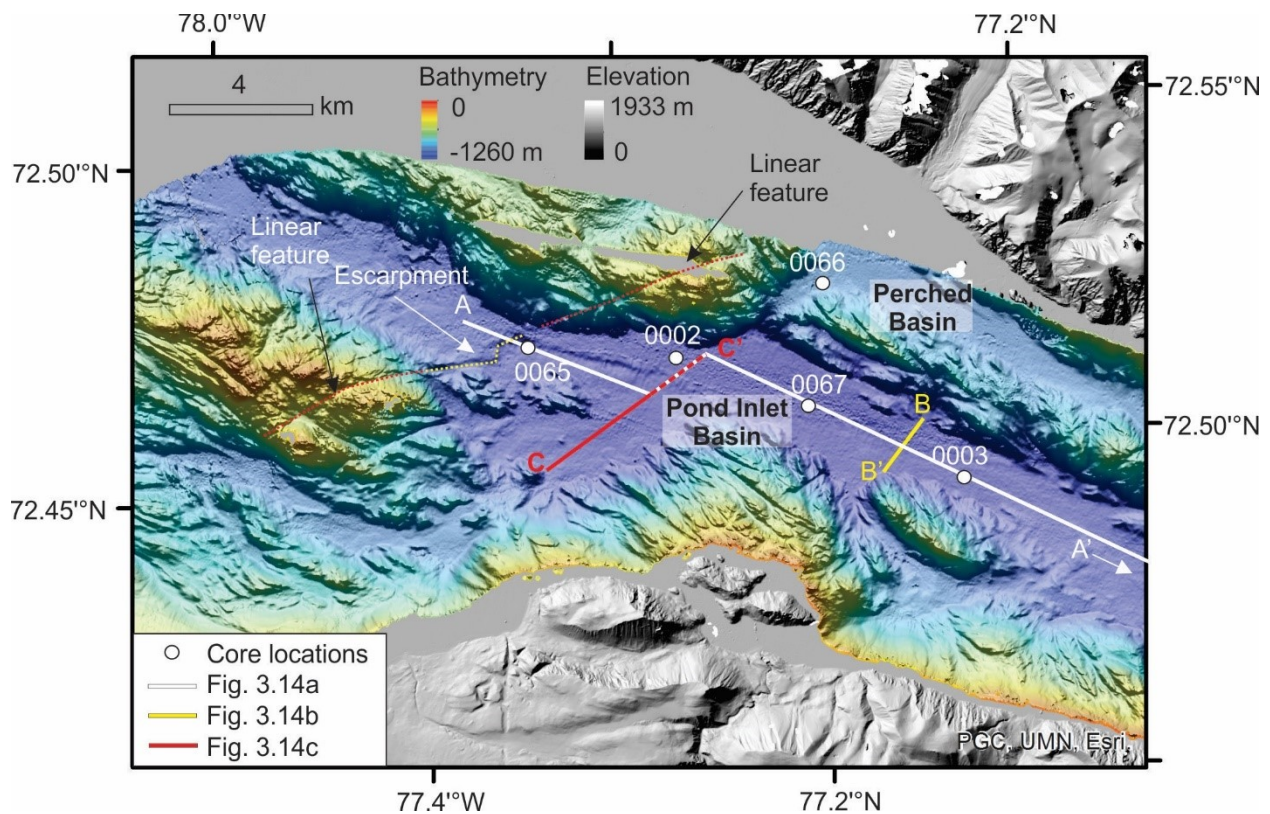 78.0'°W
77.2'°N
4
km
Bathymetry
0
-1260 m
Elevation
1933 m
0
72.55'°N
72.50'°N
Linear
feature
Linear
feature
Escarpment
A
0066
Perched
Basin
0002
C'
0065
0067
Pond Inlet
Basin
B
72.50'°N
C
B'
0003
72.45'°N
A'
Core locations
Fig. 3.14a
Fig. 3.14b
Fig. 3.14c
PGC, UMN, Esri,
77.4'°W
77.2'°N